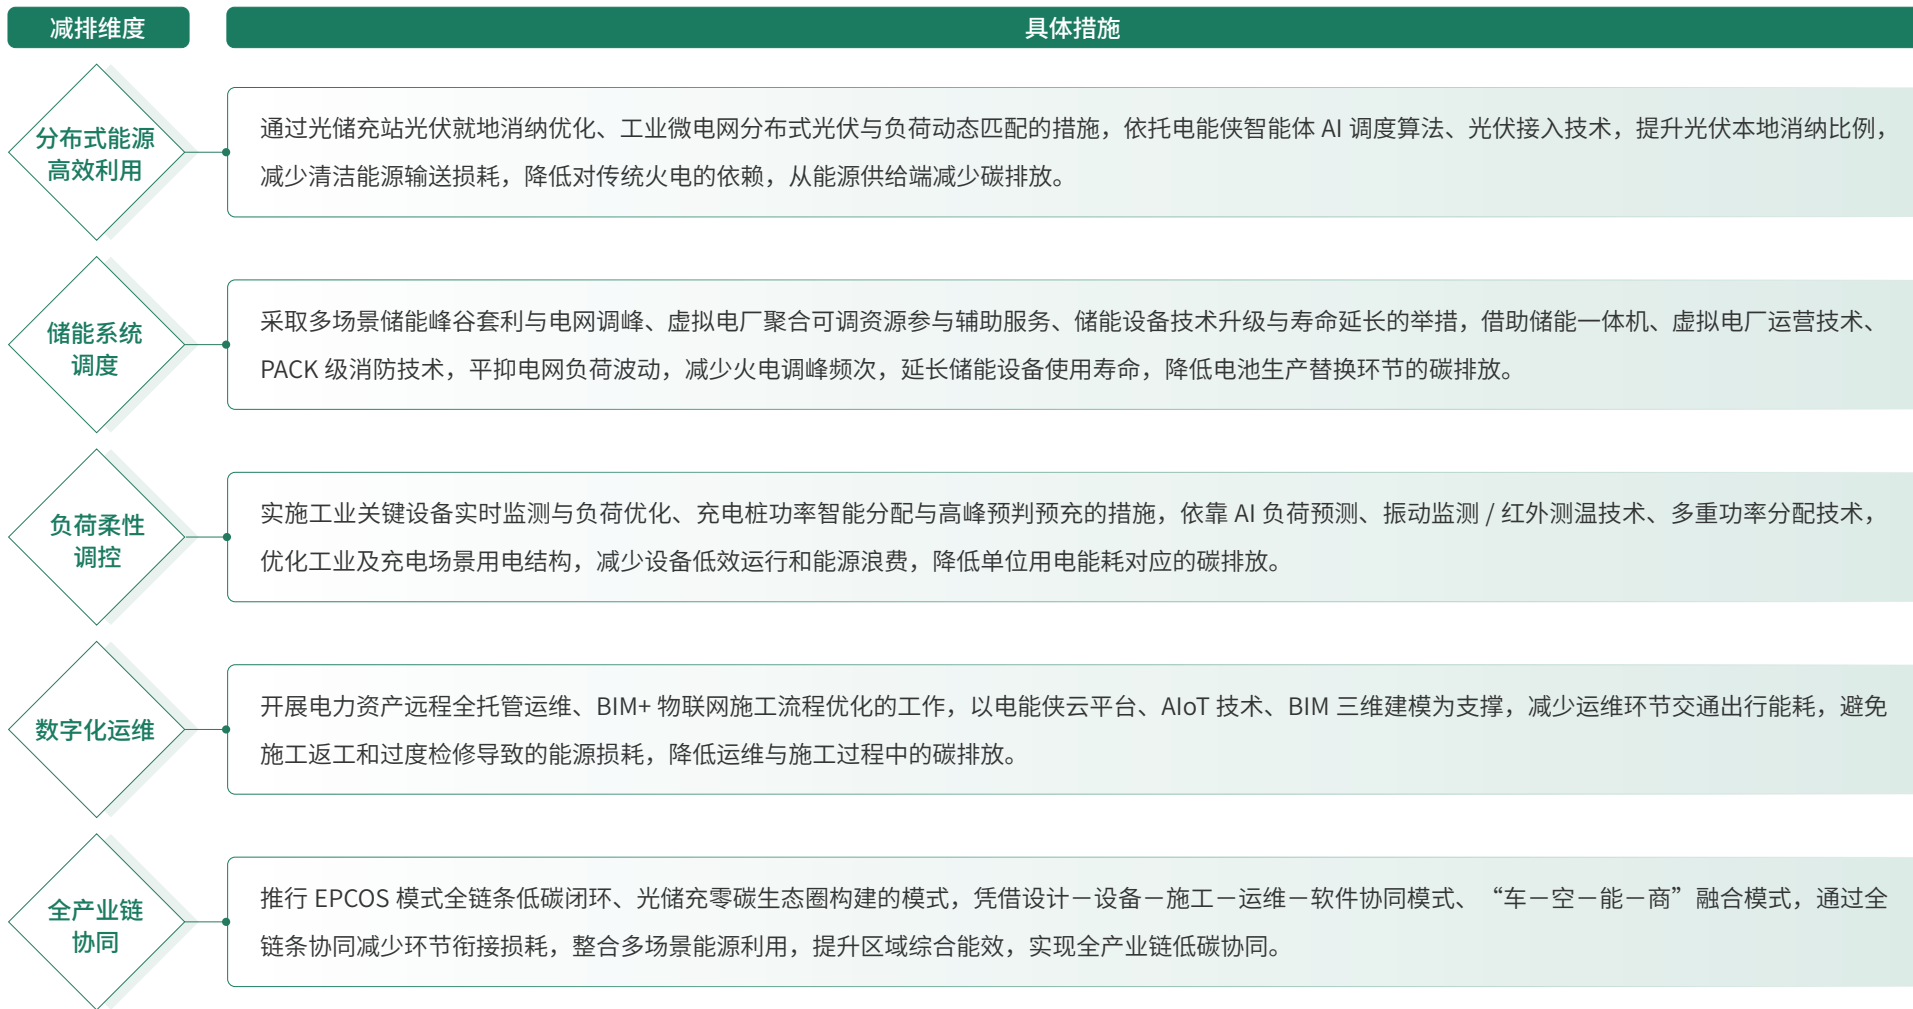 减排维度
具体措施
分布式能源
高效利用
通过光储充站光伏就地消纳优化、工业微电网分布式光伏与负荷动态匹配的措施，依托电能侠智能体 AI 调度算法、光伏接入技术，提升光伏本地消纳比例，
减少清洁能源输送损耗，降低对传统火电的依赖，从能源供给端减少碳排放。
储能系统
调度
采取多场景储能峰谷套利与电网调峰、虚拟电厂聚合可调资源参与辅助服务、储能设备技术升级与寿命延长的举措，借助储能一体机、虚拟电厂运营技术、
PACK 级消防技术，平抑电网负荷波动，减少火电调峰频次，延长储能设备使用寿命，降低电池生产替换环节的碳排放。
负荷柔性
调控
实施工业关键设备实时监测与负荷优化、充电桩功率智能分配与高峰预判预充的措施，依靠 AI 负荷预测、振动监测 / 红外测温技术、多重功率分配技术，
优化工业及充电场景用电结构，减少设备低效运行和能源浪费，降低单位用电能耗对应的碳排放。
数字化运维
开展电力资产远程全托管运维、BIM+ 物联网施工流程优化的工作，以电能侠云平台、AIoT 技术、BIM 三维建模为支撑，减少运维环节交通出行能耗，避免
施工返工和过度检修导致的能源损耗，降低运维与施工过程中的碳排放。
全产业链
协同
推行 EPCOS 模式全链条低碳闭环、光储充零碳生态圈构建的模式，凭借设计－设备－施工－运维－软件协同模式、“车－空－能－商”融合模式，通过全
链条协同减少环节衔接损耗，整合多场景能源利用，提升区域综合能效，实现全产业链低碳协同。